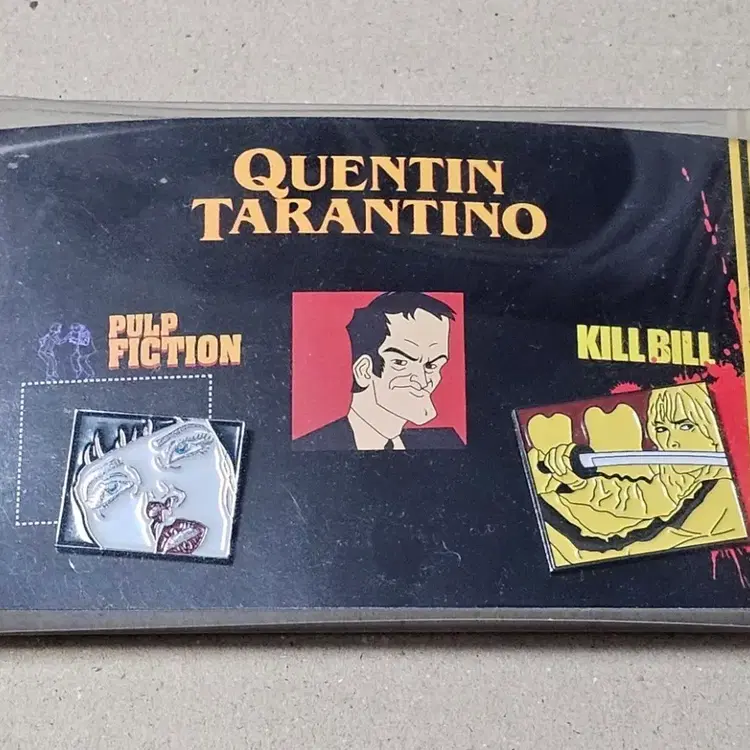 QUENTIN
TARANTINO
PULP
FICTION
KILL BILL